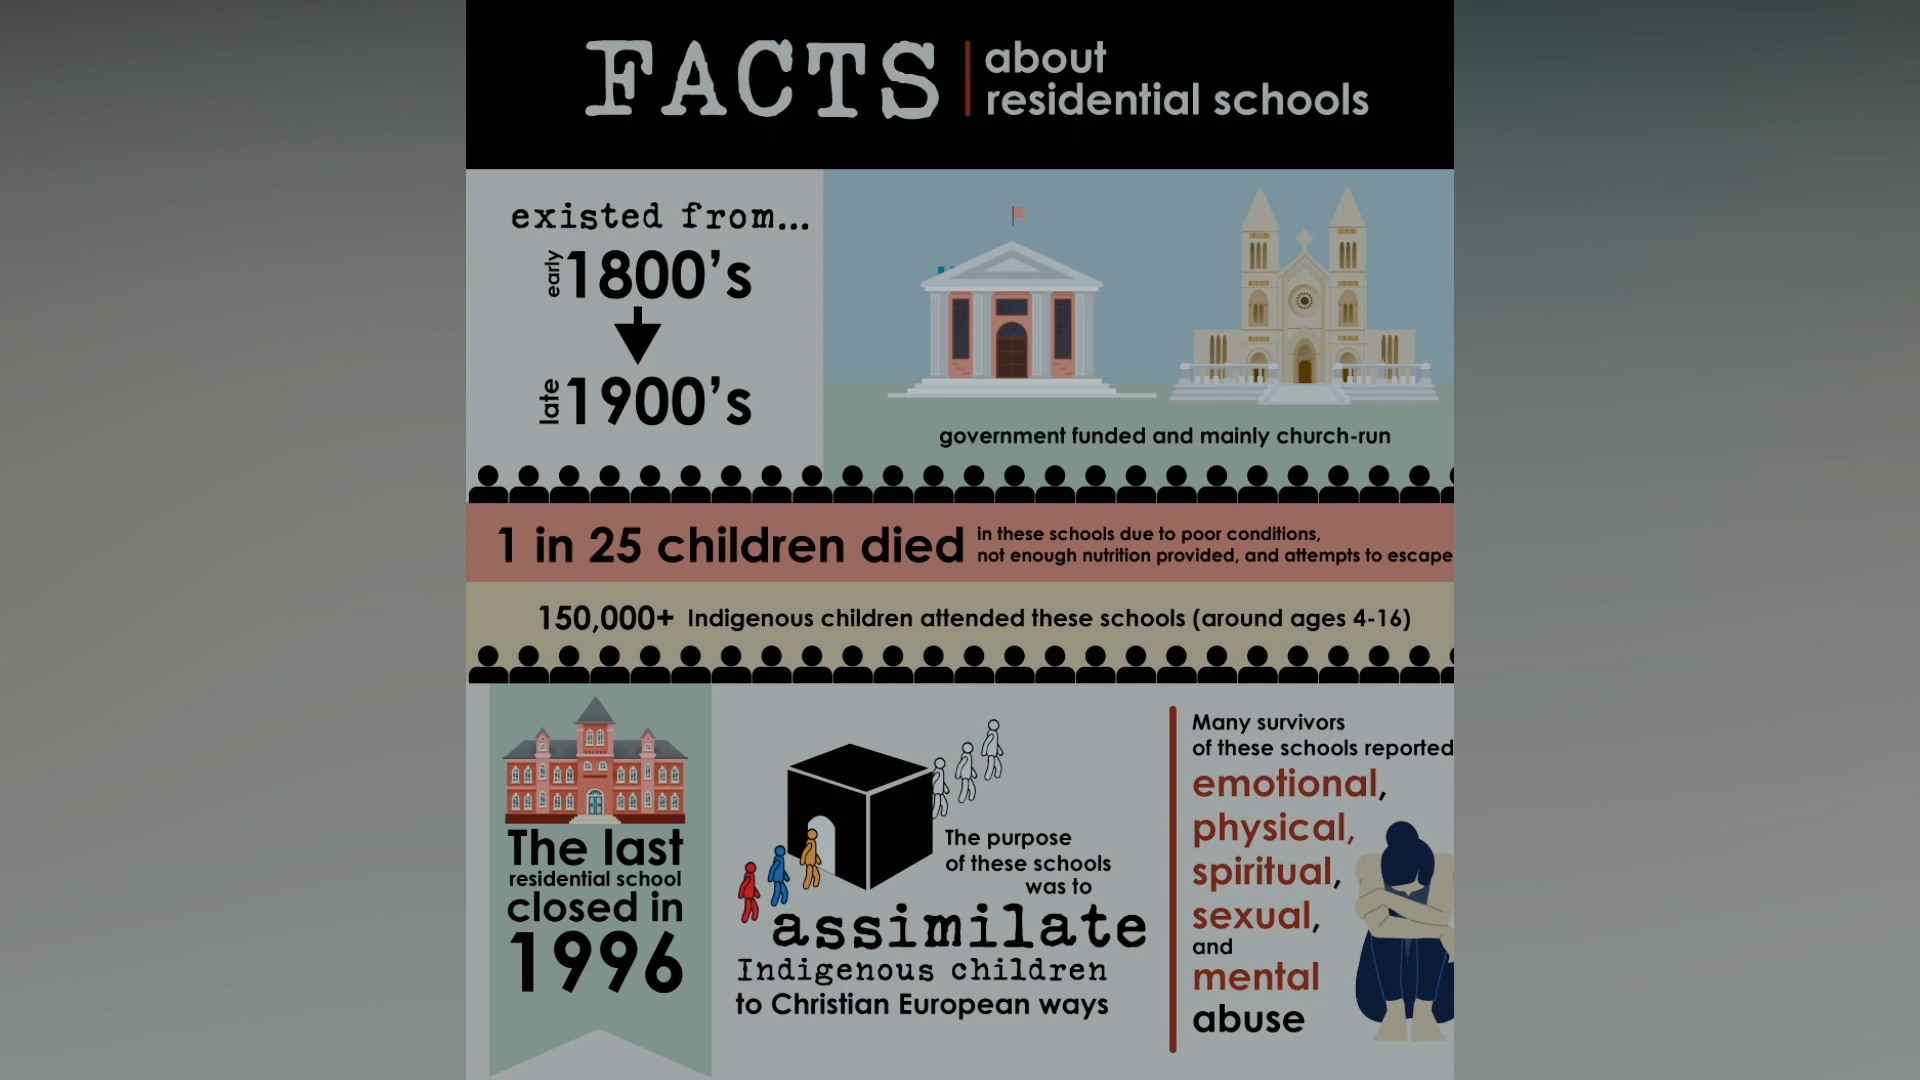 FACTS
about
residential schools
existed from...
early 1800's
late 1900's
government funded and mainly church-run
1 in 25 children died
in these schools due to poor conditions,
not enough nutrition provided, and attempts to escape
150,000+ Indigenous children attended these schools (around ages 4-16)
The last
residential school
closed in
1996
The purpose
of these schools
was to
assimilate
Indigenous children
to Christian European ways
Many survivors
of these schools reported
emotional,
physical,
spiritual,
sexual,
and
mental
abuse